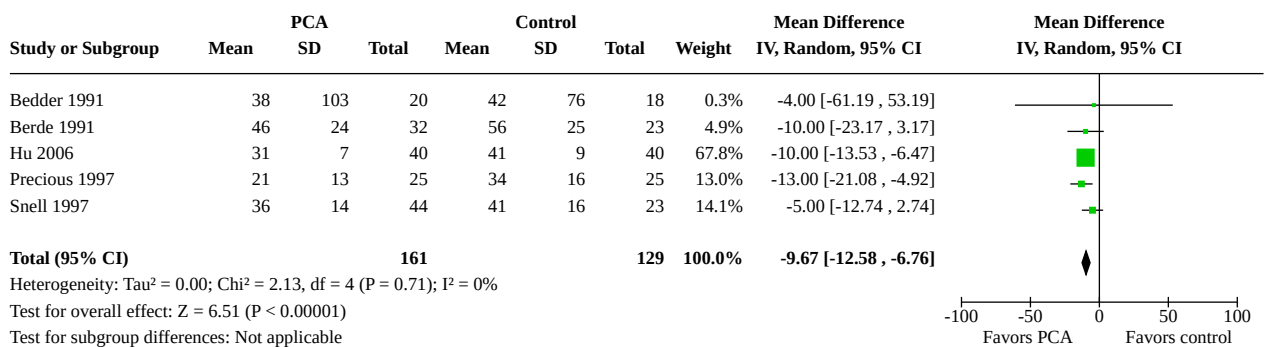 PCA Control Mean Difference Mean Difference
Study or Subgroup Mean SD Total Mean SD Total Weight IV, Random, 95% CI IV, Random, 95% CI
Bedder 1991 38 103 20 42 76 18 0.3% -4.00 [-61.19 , 53.19]
Berde 1991 46 24 32 56 25 23 4.9% -10.00 [-23.17 , 3.17]
Hu 2006 31 7 40 41 9 40 67.8% -10.00 [-13.53 , -6.47]
Precious 1997 21 13 25 34 16 25 13.0% -13.00 [-21.08 , -4.92]
Snell 1997 36 14 44 41 16 23 14.1% -5.00 [-12.74 , 2.74]
Total (95% CI) 161 129 100.0% -9.67 [-12.58 , -6.76]
Heterogeneity: Tau² = 0.00; Chi² = 2.13, df = 4 (P = 0.71); I² = 0%
Test for overall effect: Z = 6.51 (P < 0.00001)
-100 -50 0 50 100
Test for subgroup differences: Not applicable Favors PCA Favors control